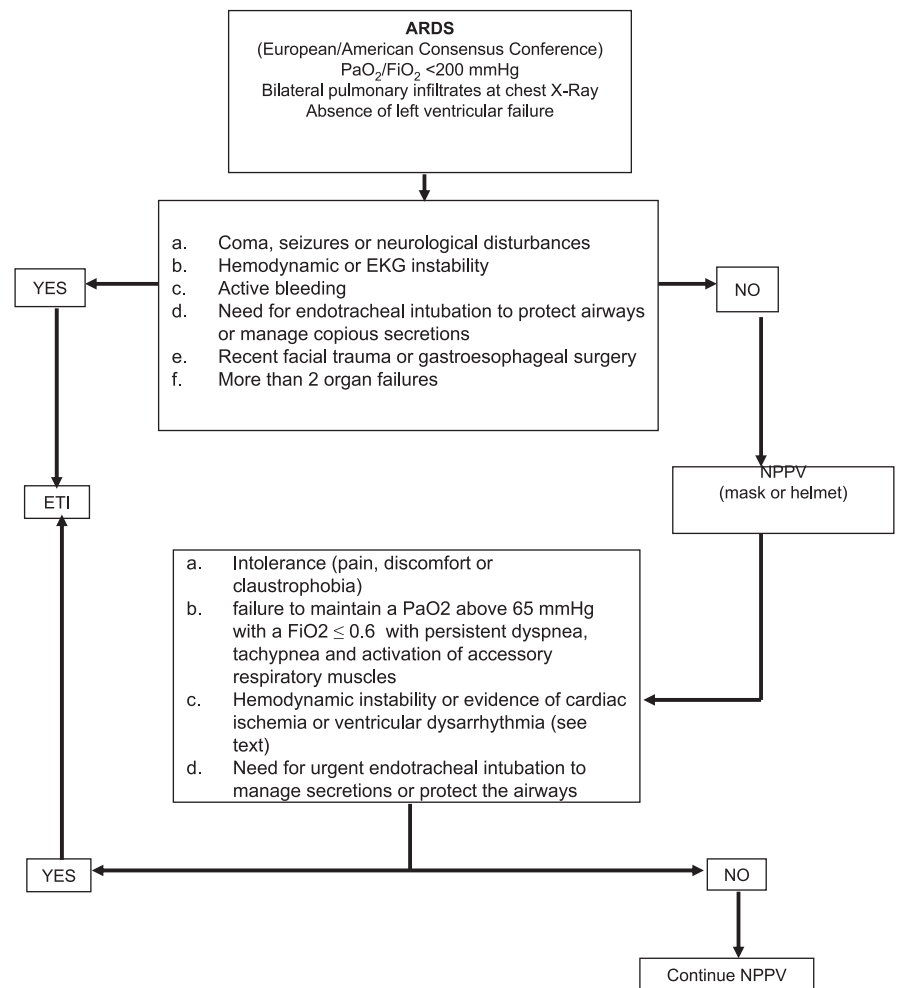 ARDS
(European/American Consensus Conference)
PaO₂/FiO₂ <200 mmHg
Bilateral pulmonary infiltrates at chest X-Ray
Absence of left ventricular failure
a. Coma, seizures or neurological disturbances
b. Hemodynamic or EKG instability
c. Active bleeding
d. Need for endotracheal intubation to protect airways
or manage copious secretions
e. Recent facial trauma or gastroesophageal surgery
f. More than 2 organ failures
YES
NO
ETI
NPPV
(mask or helmet)
a. Intolerance (pain, discomfort or
claustrophobia)
b. failure to maintain a PaO2 above 65 mmHg
with a FiO2 ≤ 0.6 with persistent dyspnea,
tachypnea and activation of accessory
respiratory muscles
c. Hemodynamic instability or evidence of cardiac
ischemia or ventricular dysarrhythmia (see
text)
d. Need for urgent endotracheal intubation to
manage secretions or protect the airways
YES
NO
Continue NPPV